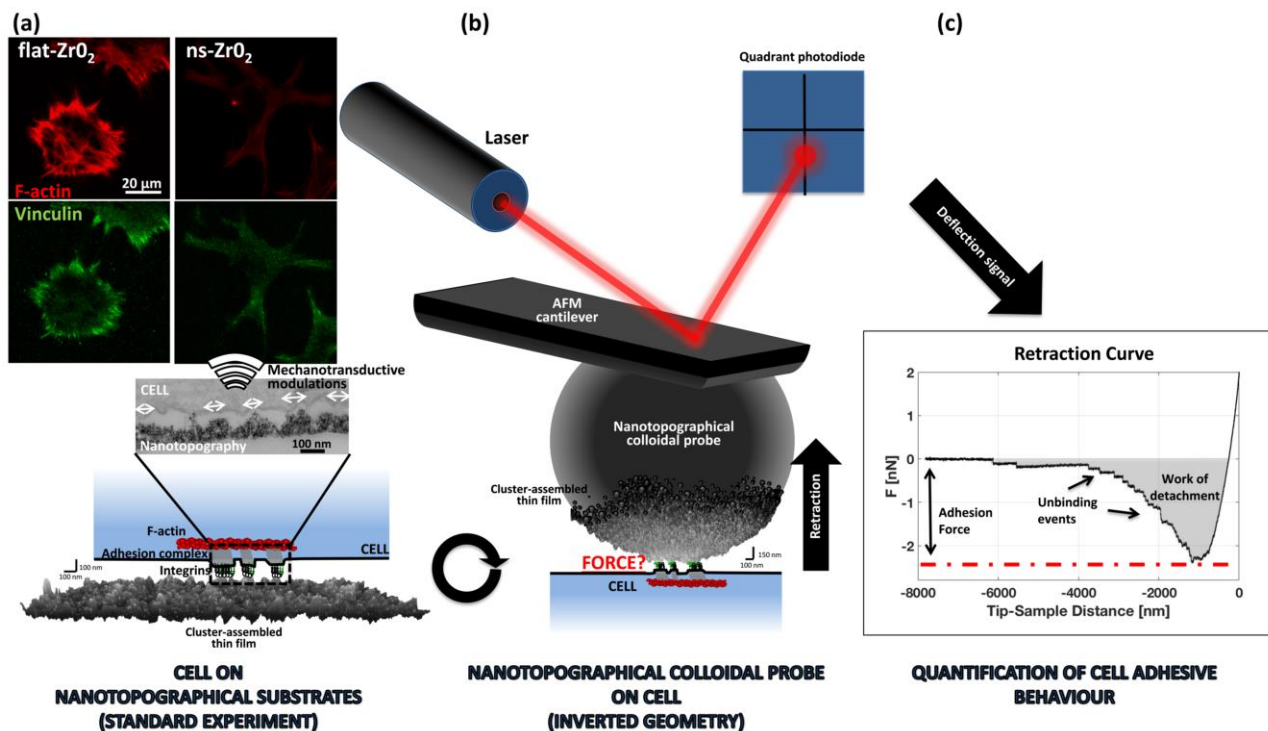 (a)
flat-ZrO₂
ns-ZrO₂
F-actin
20 µm
Vinculin
Mechanotransductive
modulations
CELL
Nanotopography
100 nm
F-actin
Adhesion complex
CELL
Integrins
100 nm
100 nm
Cluster-assembled
thin film
CELL ON
NANOTOPOGRAPHICAL SUBSTRATES
(STANDARD EXPERIMENT)
(b)
Laser
Quadrant photodiode
AFM
cantilever
Nanotopographical
colloidal probe
Cluster-assembled
thin film
Retraction
150 nm
100 nm
FORCE?
CELL
NANOTOPOGRAPHICAL COLLOIDAL PROBE
ON CELL
(INVERTED GEOMETRY)
(c)
Deflection signal
Retraction Curve
2
1
0
-1
-2
F [nN]
Adhesion
Force
Unbinding
events
Work of
detachment
-8000
-6000
-4000
-2000
0
Tip-Sample Distance [nm]
QUANTIFICATION OF CELL ADHESIVE
BEHAVIOUR